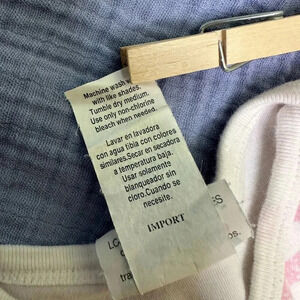 Machine wash
with like shades.
Tumble dry medium.
Use only non-chlorine
bleach when needed.
Lavar en lavadora
con agua tibia con colores
similares.Secar en secadora
a temperatura baja.
Usar solamente
blanqueador sin
cloro.Cuando se
necesite.
IMPORT